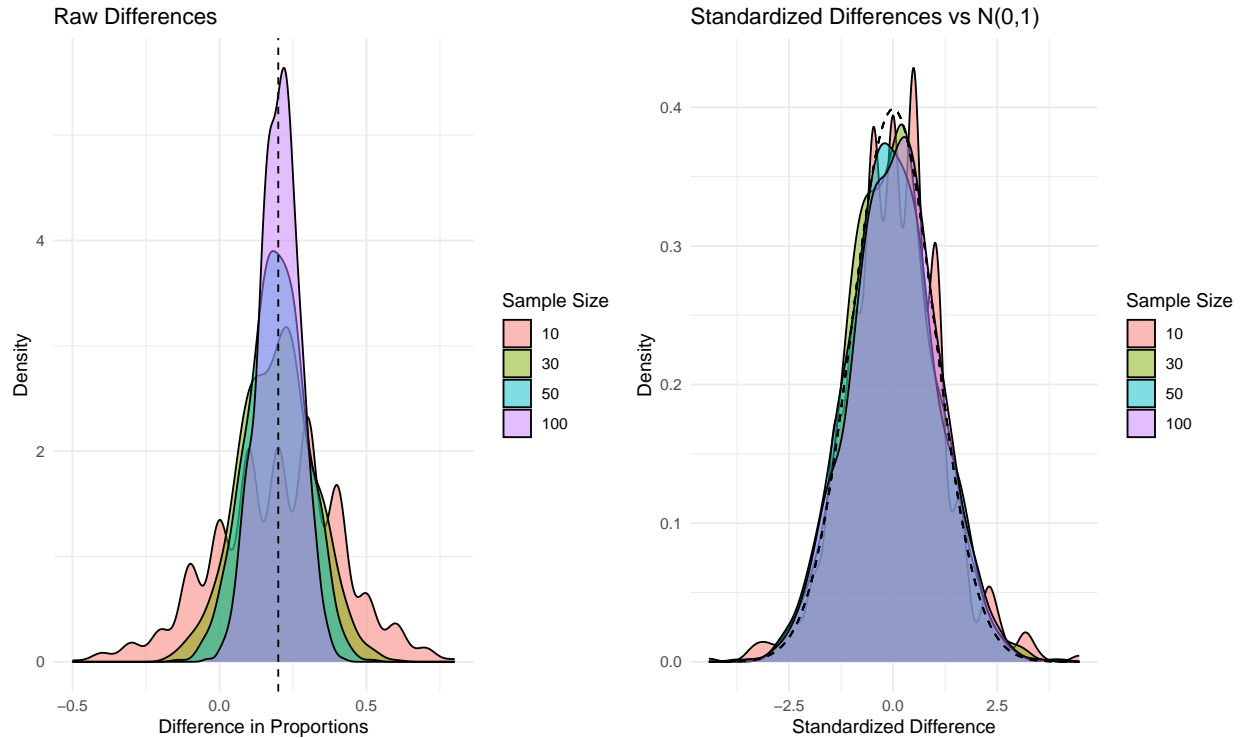 Raw Differences
Density
0
2
4
−0.5
0.0
0.5
Difference in Proportions
Sample Size
10
30
50
100
Standardized Differences vs N(0,1)
Density
0.0
0.1
0.2
0.3
0.4
−2.5
0.0
2.5
Standardized Difference
Sample Size
10
30
50
100